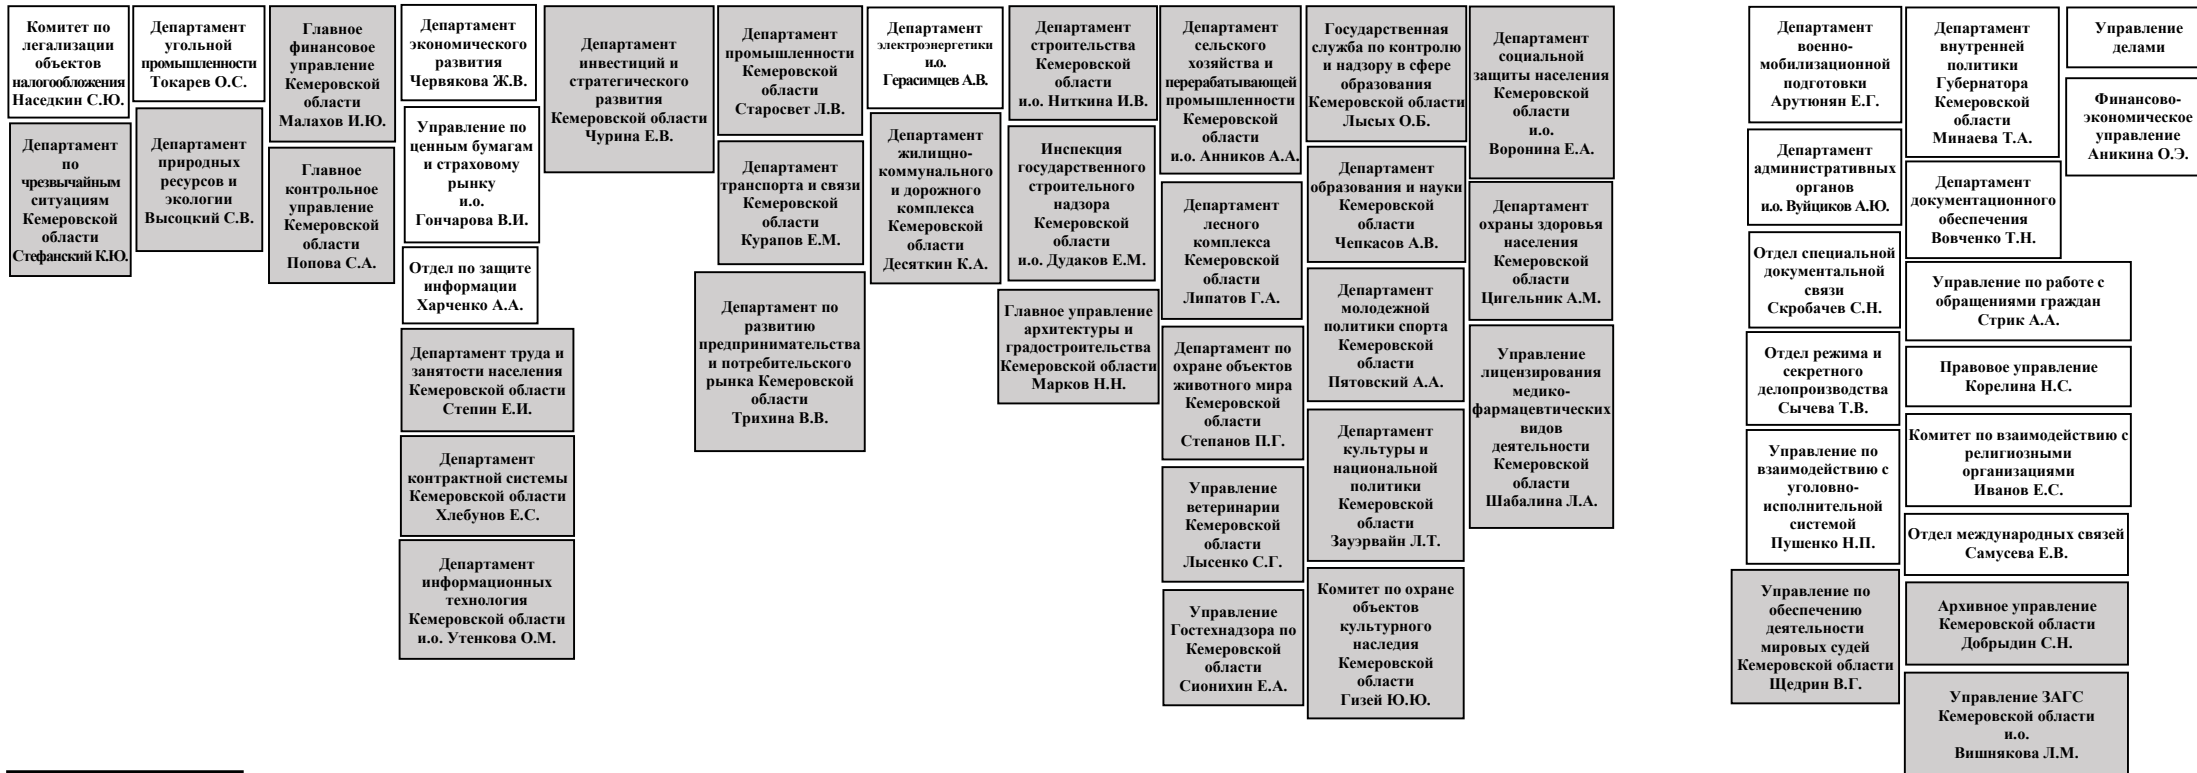 Комитет по
легализации
объектов
налогообложения
Наседкин С.Ю.
Департамент
по
чрезвычайным
ситуациям
Кемеровской
области
Стефанский К.Ю.
Департамент
угольной
промышленности
Токарев О.С.
Департамент
природных
ресурсов и
экологии
Высоцкий С.В.
Главное
финансовое
управление
Кемеровской
области
Малахов И.Ю.
Главное
контрольное
управление
Кемеровской
области
Попова С.А.
Департамент
экономического
развития
Червякова Ж.В.
Управление по
ценным бумагам
и страховому
рынку
и.о.
Гончарова В.И.
Отдел по защите
информации
Харченко А.А.
Департамент труда и
занятости населения
Кемеровской области
Степин Е.И.
Департамент
контрактной системы
Кемеровской области
Хлебунов Е.С.
Департамент
информационных
технология
Кемеровской области
и.о. Утенкова О.М.
Департамент
инвестиций и
стратегического
развития
Кемеровской области
Чурина Е.В.
Департамент
промышленности
Кемеровской
области
Старосвет Л.В.
Департамент
транспорта и связи
Кемеровской
области
Курапов Е.М.
Департамент по
развитию
предпринимательства
и потребительского
рынка Кемеровской
области
Трихина В.В.
Департамент
электроэнергетики
и.о.
Герасимцев А.В.
Департамент
жилищно-
коммунального
и дорожного
комплекса
Кемеровской
области
Десяткин К.А.
Департамент
строительства
Кемеровской
области
и.о. Ниткина И.В.
Инспекция
государственного
строительного
надзора
Кемеровской
области
и.о. Дудаков Е.М.
Главное управление
архитектуры и
градостроительства
Кемеровской области
Марков Н.Н.
Департамент
сельского
хозяйства и
перерабатывающей
промышленности
Кемеровской
области
и.о. Анников А.А.
Департамент
лесного
комплекса
Кемеровской
области
Липатов Г.А.
Департамент по
охране объектов
животного мира
Кемеровской
области
Степанов П.Г.
Управление
ветеринарии
Кемеровской
области
Лысенко С.Г.
Управление
Гостехнадзора по
Кемеровской
области
Сионихин Е.А.
Государственная
служба по контролю
и надзору в сфере
образования
Кемеровской области
Лысых О.Б.
Департамент
образования и науки
Кемеровской
области
Чепкасов А.В.
Департамент
молодежной
политики спорта
Кемеровской
области
Пятовский А.А.
Департамент
культуры и
национальной
политики
Кемеровской
области
Зауэрвайн Л.Т.
Комитет по охране
объектов
культурного
наследия
Кемеровской
области
Гизей Ю.Ю.
Департамент
социальной
защиты населения
Кемеровской
области
и.о.
Воронина Е.А.
Департамент
охраны здоровья
населения
Кемеровской
области
Цигельник А.М.
Управление
лицензирования
медико-
фармацевтических
видов
деятельности
Кемеровской
области
Шабалина Л.А.
Департамент
военно-
мобилизационной
подготовки
Арутюнян Е.Г.
Департамент
административных
органов
и.о. Вуйциков А.Ю.
Отдел специальной
документальной
связи
Скробачев С.Н.
Отдел режима и
секретного
делопроизводства
Сычева Т.В.
Управление по
взаимодействию с
уголовно-
исполнительной
системой
Пушенко Н.П.
Управление по
обеспечению
деятельности
мировых судей
Кемеровской области
Щедрин В.Г.
Департамент
внутренней
политики
Губернатора
Кемеровской
области
Минаева Т.А.
Департамент
документационного
обеспечения
Вовченко Т.Н.
Управление по работе с
обращениями граждан
Стрик А.А.
Правовое управление
Корелина Н.С.
Комитет по взаимодействию с
религиозными
организациями
Иванов Е.С.
Отдел международных связей
Самусева Е.В.
Архивное управление
Кемеровской области
Добрыдин С.Н.
Управление ЗАГС
Кемеровской области
и.о.
Вишнякова Л.М.
Управление
делами
Финансово-
экономическое
управление
Аникина О.Э.